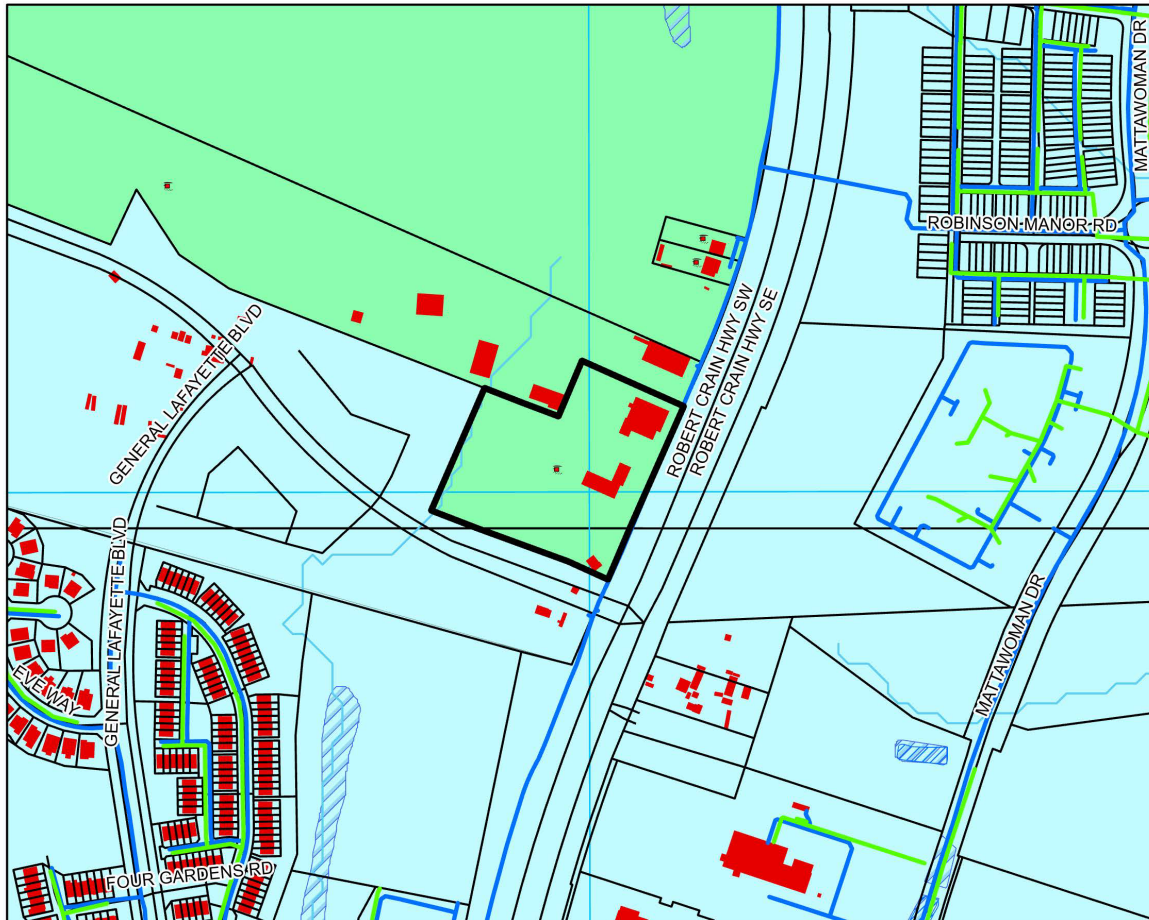 MATTAWOMAN DR
ROBINSON MANOR RD
GENERAL LAFAYETTE BLVD
ROBERT CRAIN HWY SW
ROBERT CRAIN HWY SE
GENERAL LAFAYETTE BLVD
MATTAWOMAN DR
EVE WAY
FOUR GARDENS RD